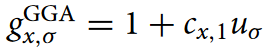 g_{x,σ}^{GGA} = 1 + c_{x,1}u_σ